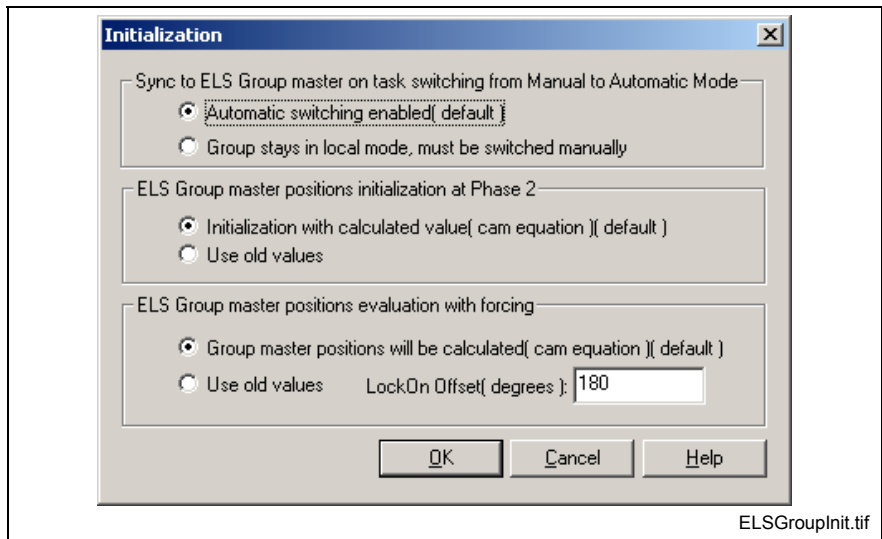 Initialization
Sync to ELS Group master on task switching from Manual to Automatic Mode
Automatic switching enabled( default )
Group stays in local mode, must be switched manually
ELS Group master positions initialization at Phase 2
Initialization with calculated value( cam equation )( default )
Use old values
ELS Group master positions evaluation with forcing
Group master positions will be calculated( cam equation )( default )
Use old values LockOn Offset( degrees ): 180
OK Cancel Help
ELSGroupInit.tif